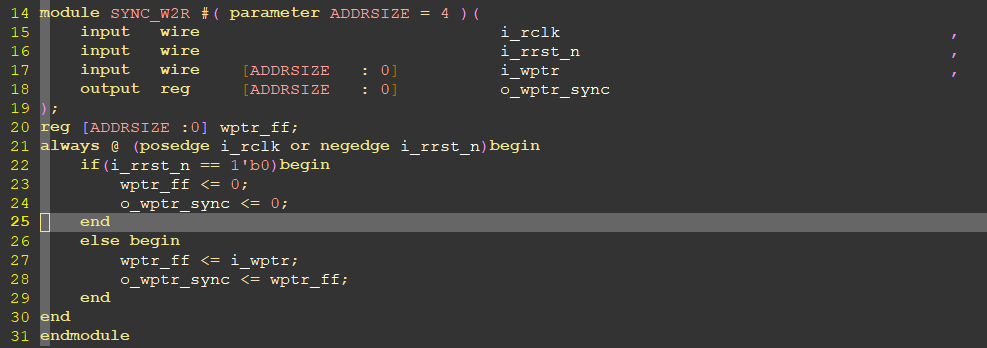 14 module SYNC_W2R #( parameter ADDRSIZE = 4 )(
15     input   wire                              i_rclk                                       ,
16     input   wire                              i_rrst_n                                     ,
17     input   wire    [ADDRSIZE   : 0]          i_wptr                                       ,
18     output  reg     [ADDRSIZE   : 0]          o_wptr_sync
19 );
20 reg [ADDRSIZE :0] wptr_ff;
21 always @ (posedge i_rclk or negedge i_rrst_n)begin
22     if(i_rrst_n == 1'b0)begin
23         wptr_ff <= 0;
24         o_wptr_sync <= 0;
25     end
26     else begin
27         wptr_ff <= i_wptr;
28         o_wptr_sync <= wptr_ff;
29     end
30 end
31 endmodule